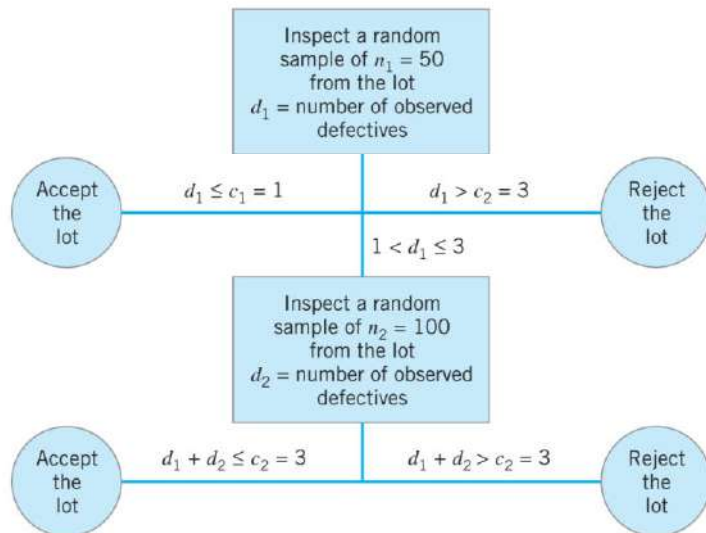 Inspect a random
sample of n₁ = 50
from the lot
d₁ = number of observed
defectives
Accept
the
lot
d₁ ≤ c₁ = 1
d₁ > c₂ = 3
Reject
the
lot
1 < d₁ ≤ 3
Inspect a random
sample of n₂ = 100
from the lot
d₂ = number of observed
defectives
Accept
the
lot
d₁ + d₂ ≤ c₂ = 3
d₁ + d₂ > c₂ = 3
Reject
the
lot